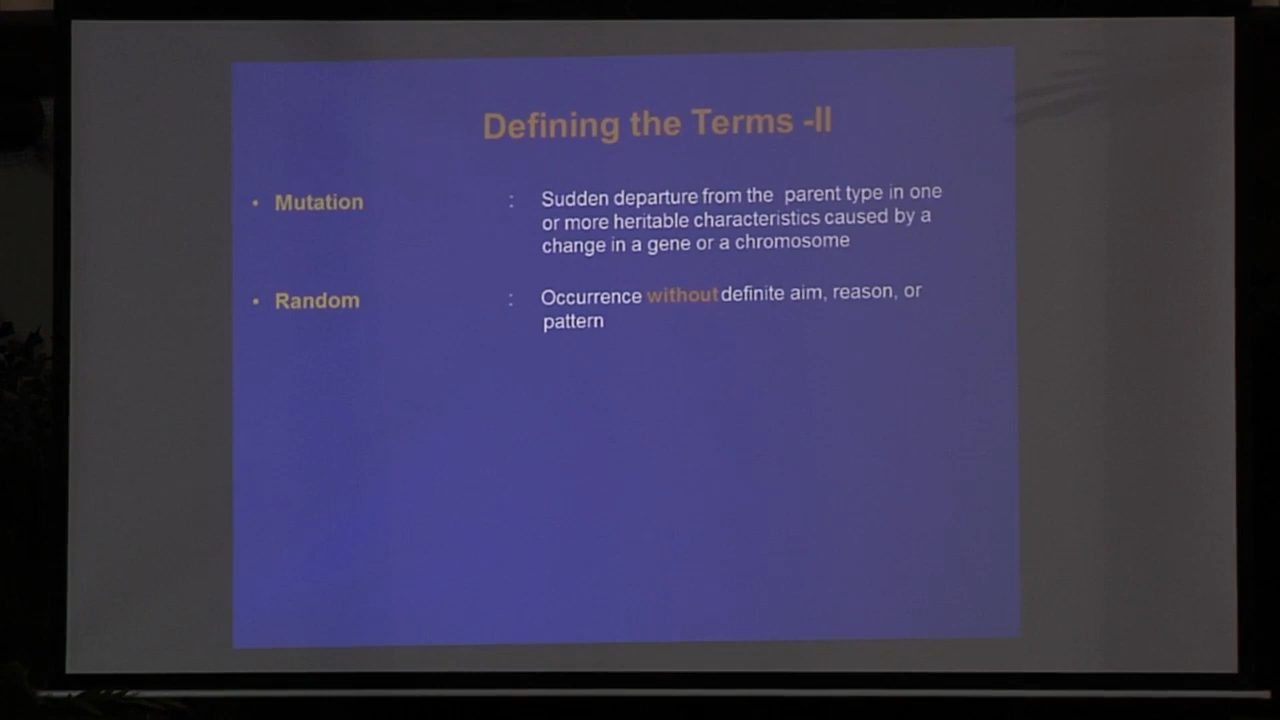 Defining the Terms -II
• Mutation : Sudden departure from the parent type in one
or more heritable characteristics caused by a
change in a gene or a chromosome
• Random : Occurrence without definite aim, reason, or
pattern